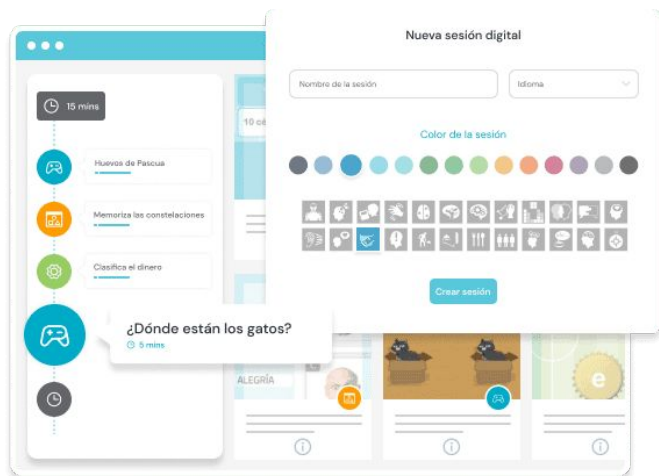 Nueva sesión digital
Nombre de la sesión
Idioma
Color de la sesión
Crear sesión
15 mins
Huevos de Pascua
Memoriza las constelaciones
Clasifica el dinero
¿Dónde están los gatos?
5 mins
10
ALEGRÍA
e